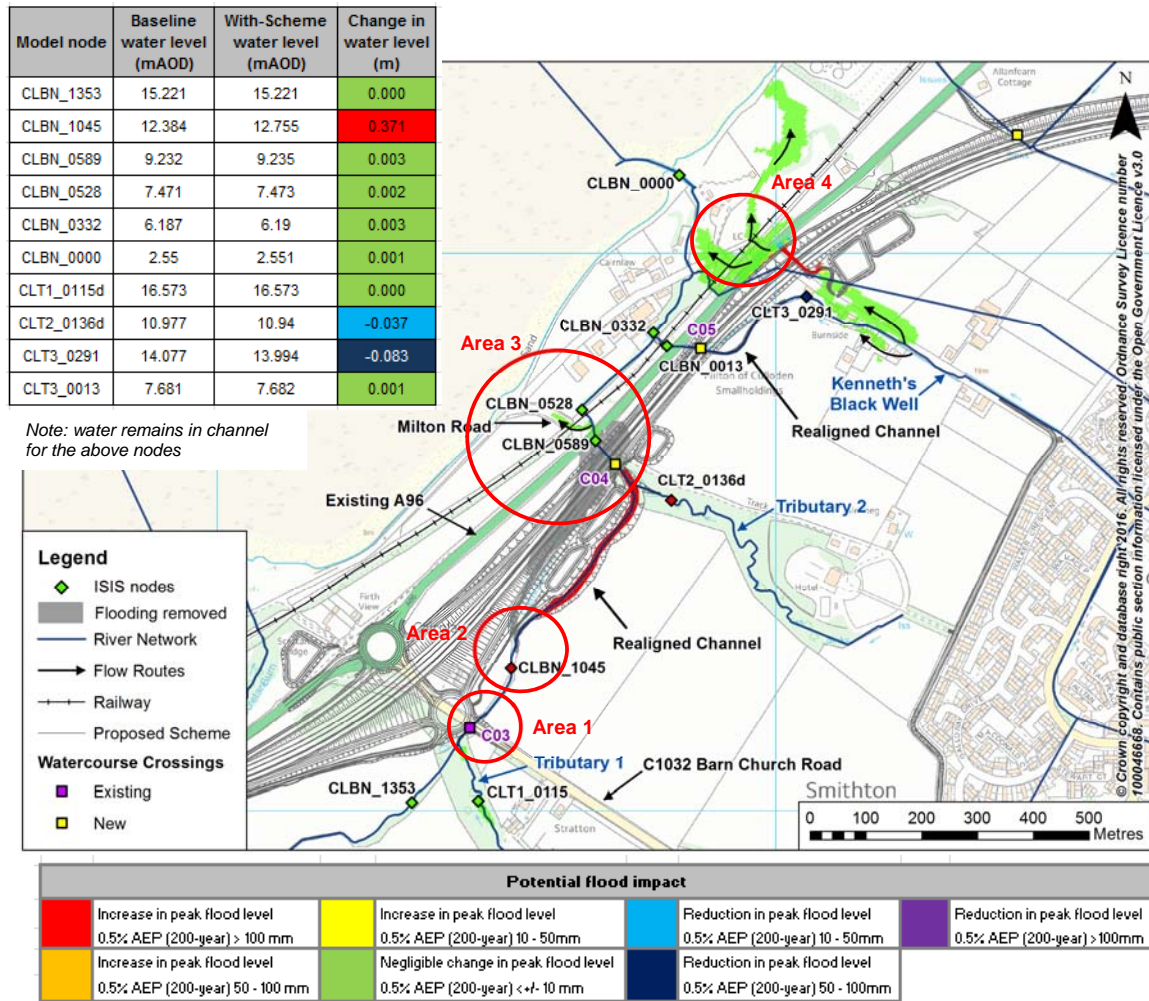 Model node Baseline water level (mAOD) With-Scheme water level (mAOD) Change in water level (m)
CLBN_1353 15.221 15.221 0.000
CLBN_1045 12.384 12.755 0.371
CLBN_0589 9.232 9.235 0.003
CLBN_0528 7.471 7.473 0.002
CLBN_0332 6.187 6.19 0.003
CLBN_0000 2.55 2.551 0.001
CLT1_0115d 16.573 16.573 0.000
CLT2_0136d 10.977 10.94 -0.037
CLT3_0291 14.077 13.994 -0.083
CLT3_0013 7.681 7.682 0.001
Note: water remains in channel
for the above nodes
Allanfearn
Cottage
N
CLBN_0000
Area 4
LC
Cairnlaw
Sand
CLBN_0332
C05
CLT3_0291
Burnside
Area 3
CLBN_0013
Milton of Culloden
Smallholdings
Kenneth's
Black Well
CLBN_0528
Realigned Channel
Milton Road
CLBN_0589
C04
CLT2_0136d
Track
Existing A96
Tributary 2
Hotel
Firth
View
Realigned Channel
Area 2
CLBN_1045
Area 1
C03
Tributary 1
C1032 Barn Church Road
CLBN_1353
CLT1_0115
Stratton
Smithton
0 100 200 300 400 500
Metres
© Crown copyright and database right 2016. All rights reserved. Ordnance Survey Licence number
100046668. Contains public section information licensed under the Open Government Licence v3.0
Legend
ISIS nodes
Flooding removed
River Network
Flow Routes
Railway
Proposed Scheme
Watercourse Crossings
Existing
New
Potential flood impact
Increase in peak flood level
0.5% AEP (200-year) > 100 mm
Increase in peak flood level
0.5% AEP (200-year) 10 - 50mm
Reduction in peak flood level
0.5% AEP (200-year) 10 - 50mm
Reduction in peak flood level
0.5% AEP (200-year) >100mm
Increase in peak flood level
0.5% AEP (200-year) 50 - 100 mm
Negligible change in peak flood level
0.5% AEP (200-year) <+/- 10 mm
Reduction in peak flood level
0.5% AEP (200-year) 50 - 100mm